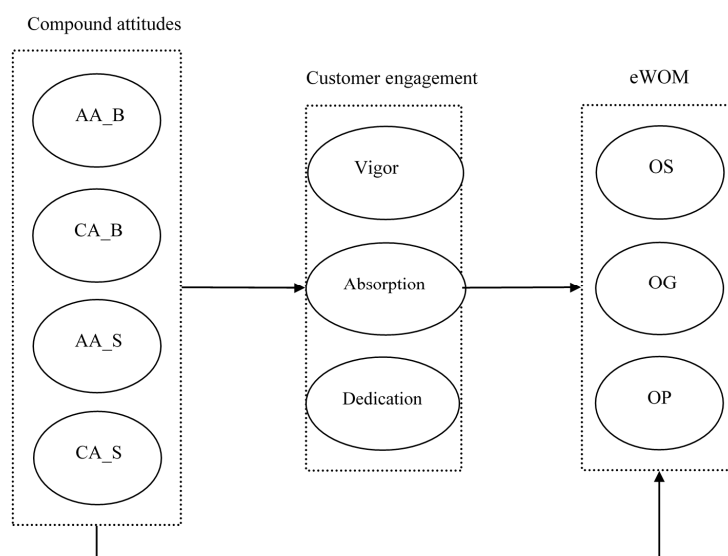 Compound attitudes
AA_B
CA_B
AA_S
CA_S
Customer engagement
Vigor
Absorption
Dedication
eWOM
OS
OG
OP